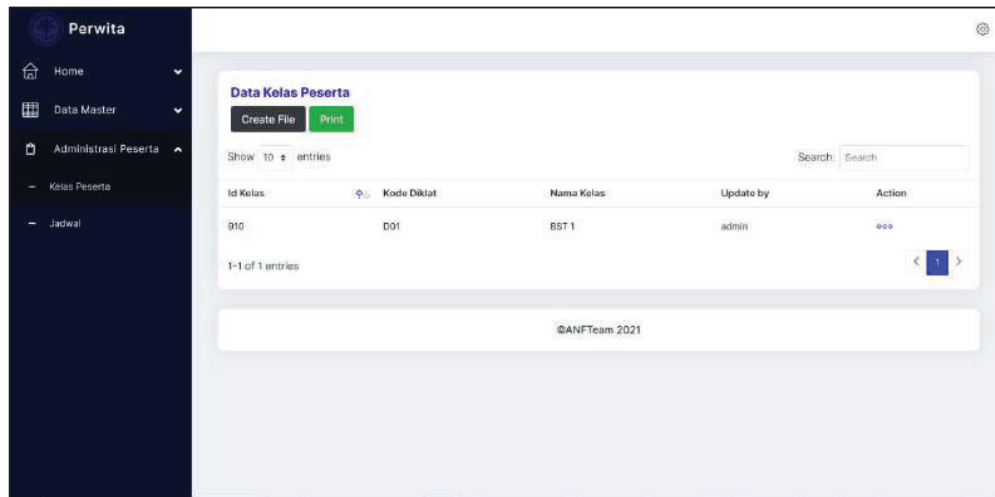 Perwita
Home
Data Master
Administrasi Peserta
Kelas Peserta
Jadwal
Data Kelas Peserta
Create File Print
Show 10 entries Search: Search
Id Kelas Kode Diklat Nama Kelas Update by Action
910 D01 BST 1 admin
1-1 of 1 entries < 1 >
©ANFTeam 2021